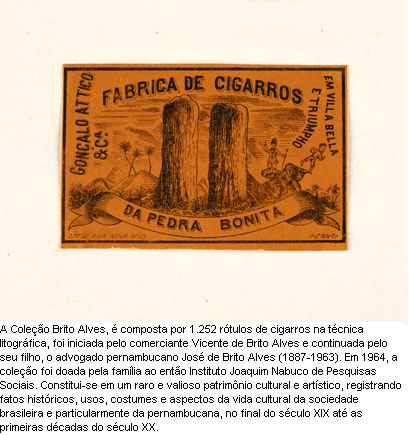 FABRICA DE CIGARROS
GONCALO ATTICO
& Cª
EM VILLA BELLA
E TRIUMPHO
DA PEDRA BONITA
PERNCO
A Coleção Brito Alves, é composta por 1.252 rótulos de cigarros na técnica
litográfica, foi iniciada pelo comerciante Vicente de Brito Alves e continuada pelo
seu filho, o advogado pernambucano José de Brito Alves (1887-1963). Em 1964, a
coleção foi doada pela família ao então Instituto Joaquim Nabuco de Pesquisas
Sociais. Constitui-se em um raro e valioso patrimônio cultural e artístico, registrando
fatos históricos, usos, costumes e aspectos da vida cultural da sociedade
brasileira e particularmente da pernambucana, no final do século XIX até as
primeiras décadas do século XX.